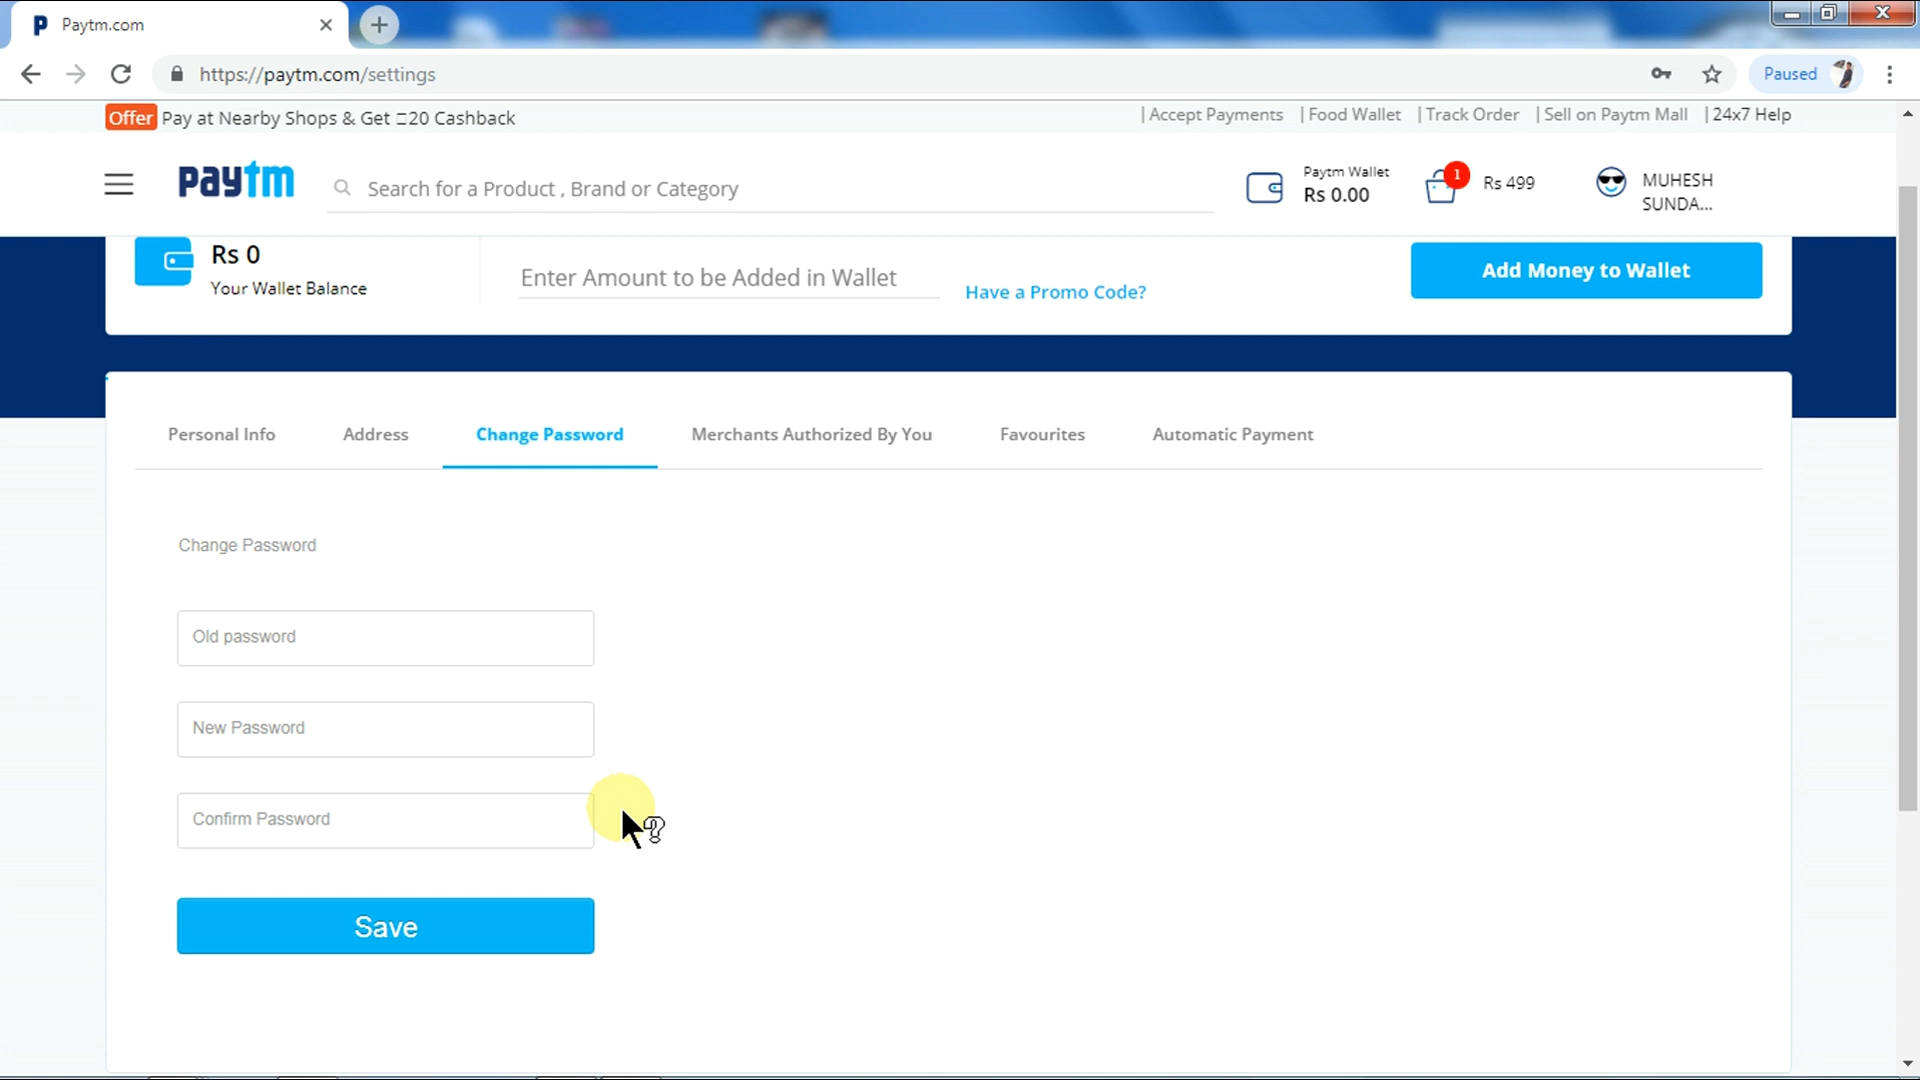 Paytm.com
https://paytm.com/settings
Paused
Offer Pay at Nearby Shops & Get □20 Cashback
| Accept Payments | Food Wallet | Track Order | Sell on Paytm Mall | 24x7 Help
paytm
Search for a Product , Brand or Category
Paytm Wallet
Rs 0.00
1
Rs 499
MUHESH
SUNDA...
Rs 0
Your Wallet Balance
Enter Amount to be Added in Wallet
Have a Promo Code?
Add Money to Wallet
Personal Info Address Change Password Merchants Authorized By You Favourites Automatic Payment
Change Password
Old password
New Password
Confirm Password
Save